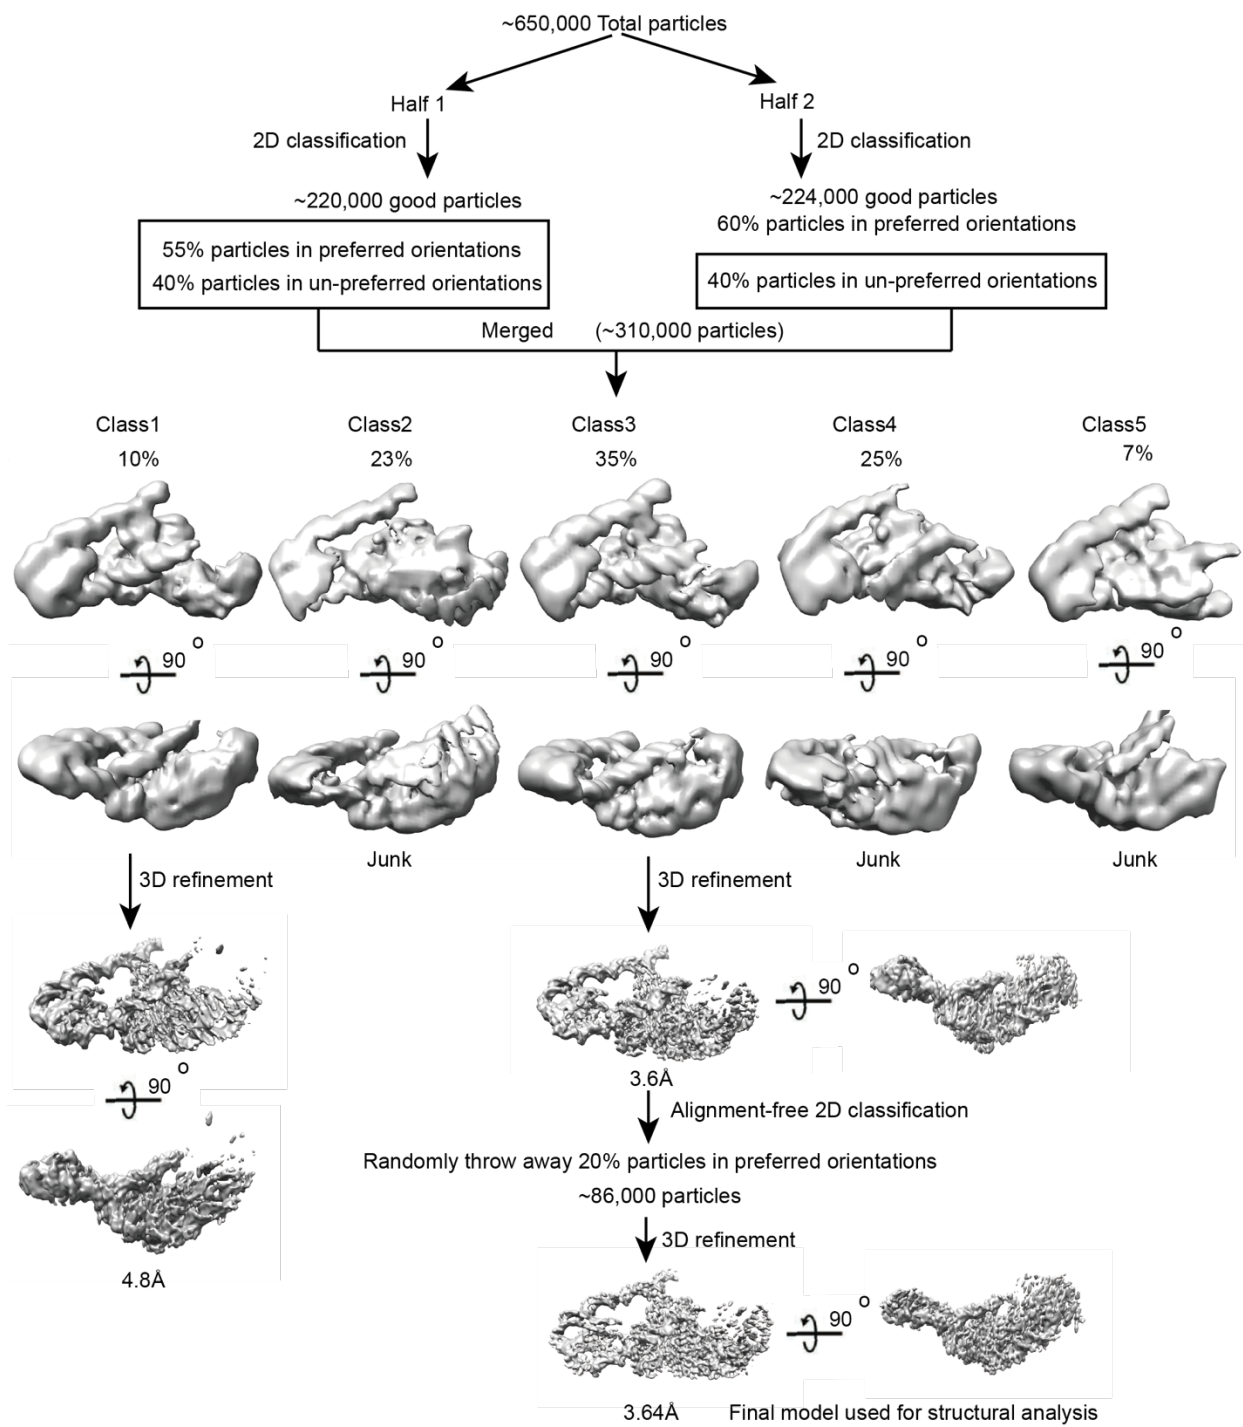 ~650,000 Total particles
Half 1
Half 2
2D classification
2D classification
~220,000 good particles
~224,000 good particles
60% particles in preferred orientations
55% particles in preferred orientations
40% particles in un-preferred orientations
40% particles in un-preferred orientations
Merged (~310,000 particles)
Class1
Class2
Class3
Class4
Class5
10%
23%
35%
25%
7%
90 o
90 o
90 o
90 o
90 o
Junk
Junk
Junk
3D refinement
3D refinement
90 o
3.6Å
90 o
Alignment-free 2D classification
Randomly throw away 20% particles in preferred orientations
~86,000 particles
3D refinement
4.8Å
90 o
3.64Å
Final model used for structural analysis